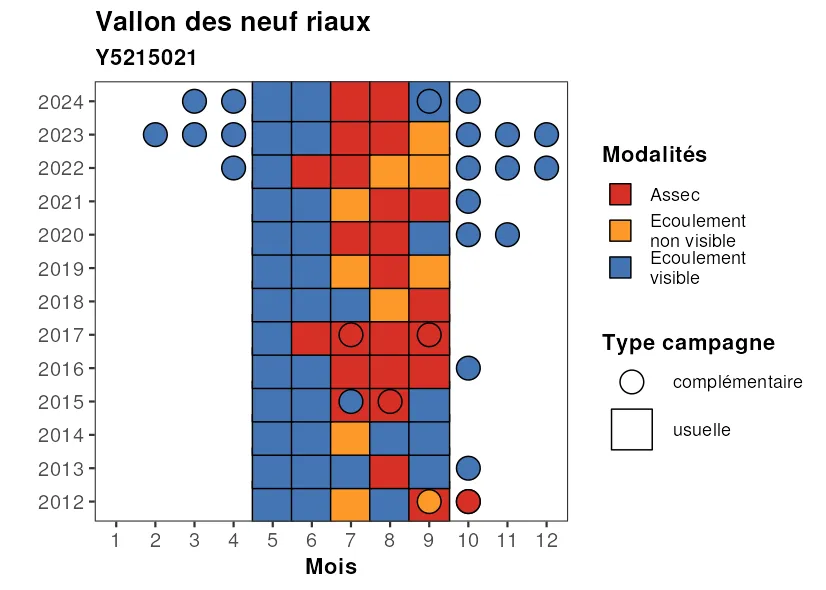 Vallon des neuf riaux
Y5215021
2024
2023
2022
2021
2020
2019
2018
2017
2016
2015
2014
2013
2012
1 2 3 4 5 6 7 8 9 10 11 12
Mois
Modalités
Assec
Ecoulement
non visible
Ecoulement
visible
Type campagne
complémentaire
usuelle